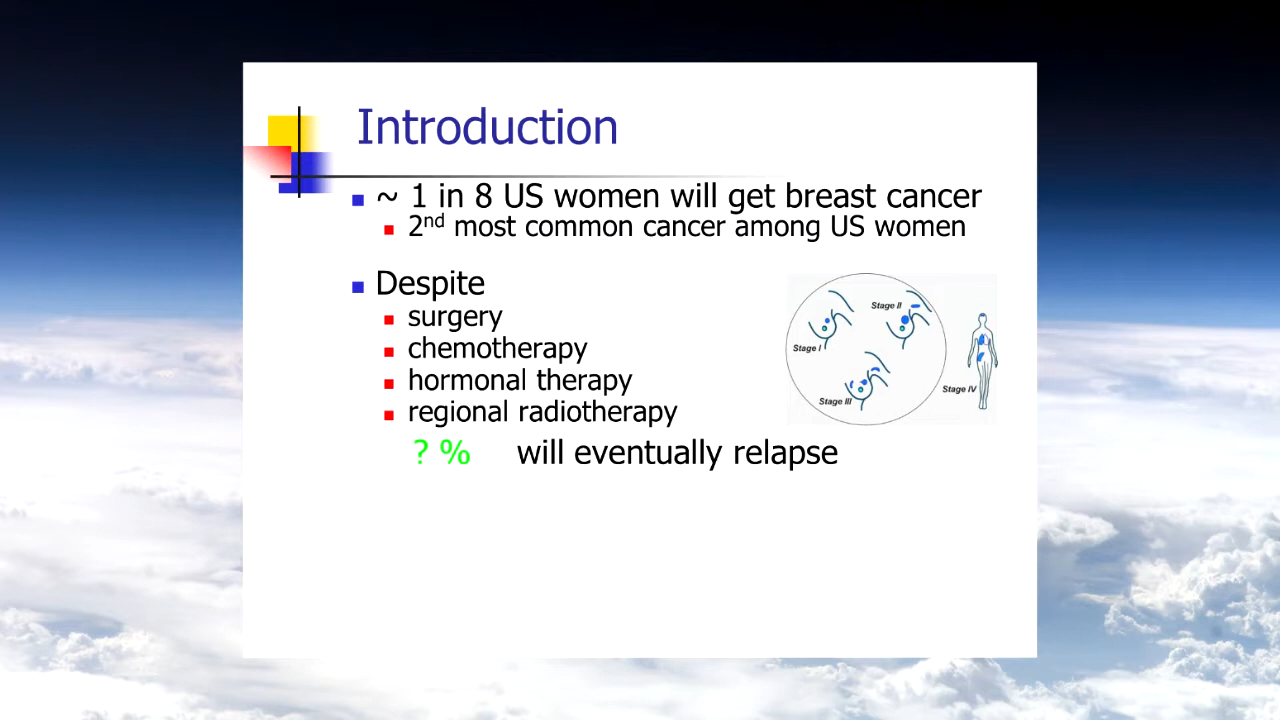 Introduction
~ 1 in 8 US women will get breast cancer
2nd most common cancer among US women
Despite
surgery
chemotherapy
hormonal therapy
regional radiotherapy
? % will eventually relapse
Stage I
Stage II
Stage III
Stage IV